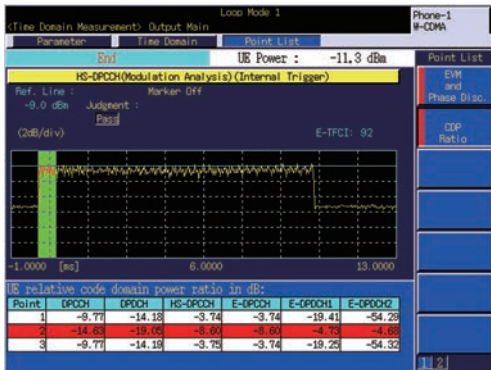 Loop Mode 1
Phone-1
<Time Domain Measurement> Output Main
W-CDMA
Parameter Time Domain Point List
End UE Power : -11.3 dBm Point List
HS-DPCCH(Modulation Analysis)(Internal Trigger)
EVM
and
Phase Disc.
Ref. Line : Marker Off
-9.0 dBm Judgment :
Pass
(2dB/div) E-TFCI: 92
CDP
Ratio
-1.0000 [ms] 6.0000 13.0000
UE relative code domain power ratio in dB:
Point DPCCH DPDCH HS-DPCCH E-DPCCH E-DPDCH1 E-DPDCH2
1 -9.77 -14.18 -3.74 -3.74 -19.41 -54.29
2 -14.63 -19.05 -8.60 -8.60 -4.73 -4.68
3 -9.77 -14.19 -3.75 -3.74 -19.25 -54.32
1 2